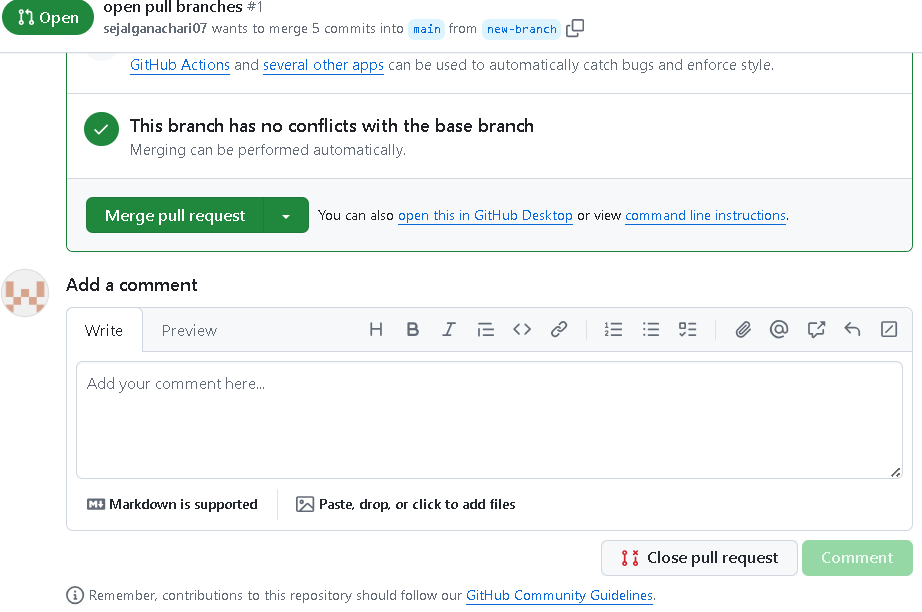 Open
open pull branches #1
sejalganachari07 wants to merge 5 commits into main from new-branch
GitHub Actions and several other apps can be used to automatically catch bugs and enforce style.
This branch has no conflicts with the base branch
Merging can be performed automatically.
Merge pull request
You can also open this in GitHub Desktop or view command line instructions.
Add a comment
Write
Preview
Add your comment here...
Markdown is supported
Paste, drop, or click to add files
Close pull request
Comment
Remember, contributions to this repository should follow our GitHub Community Guidelines.